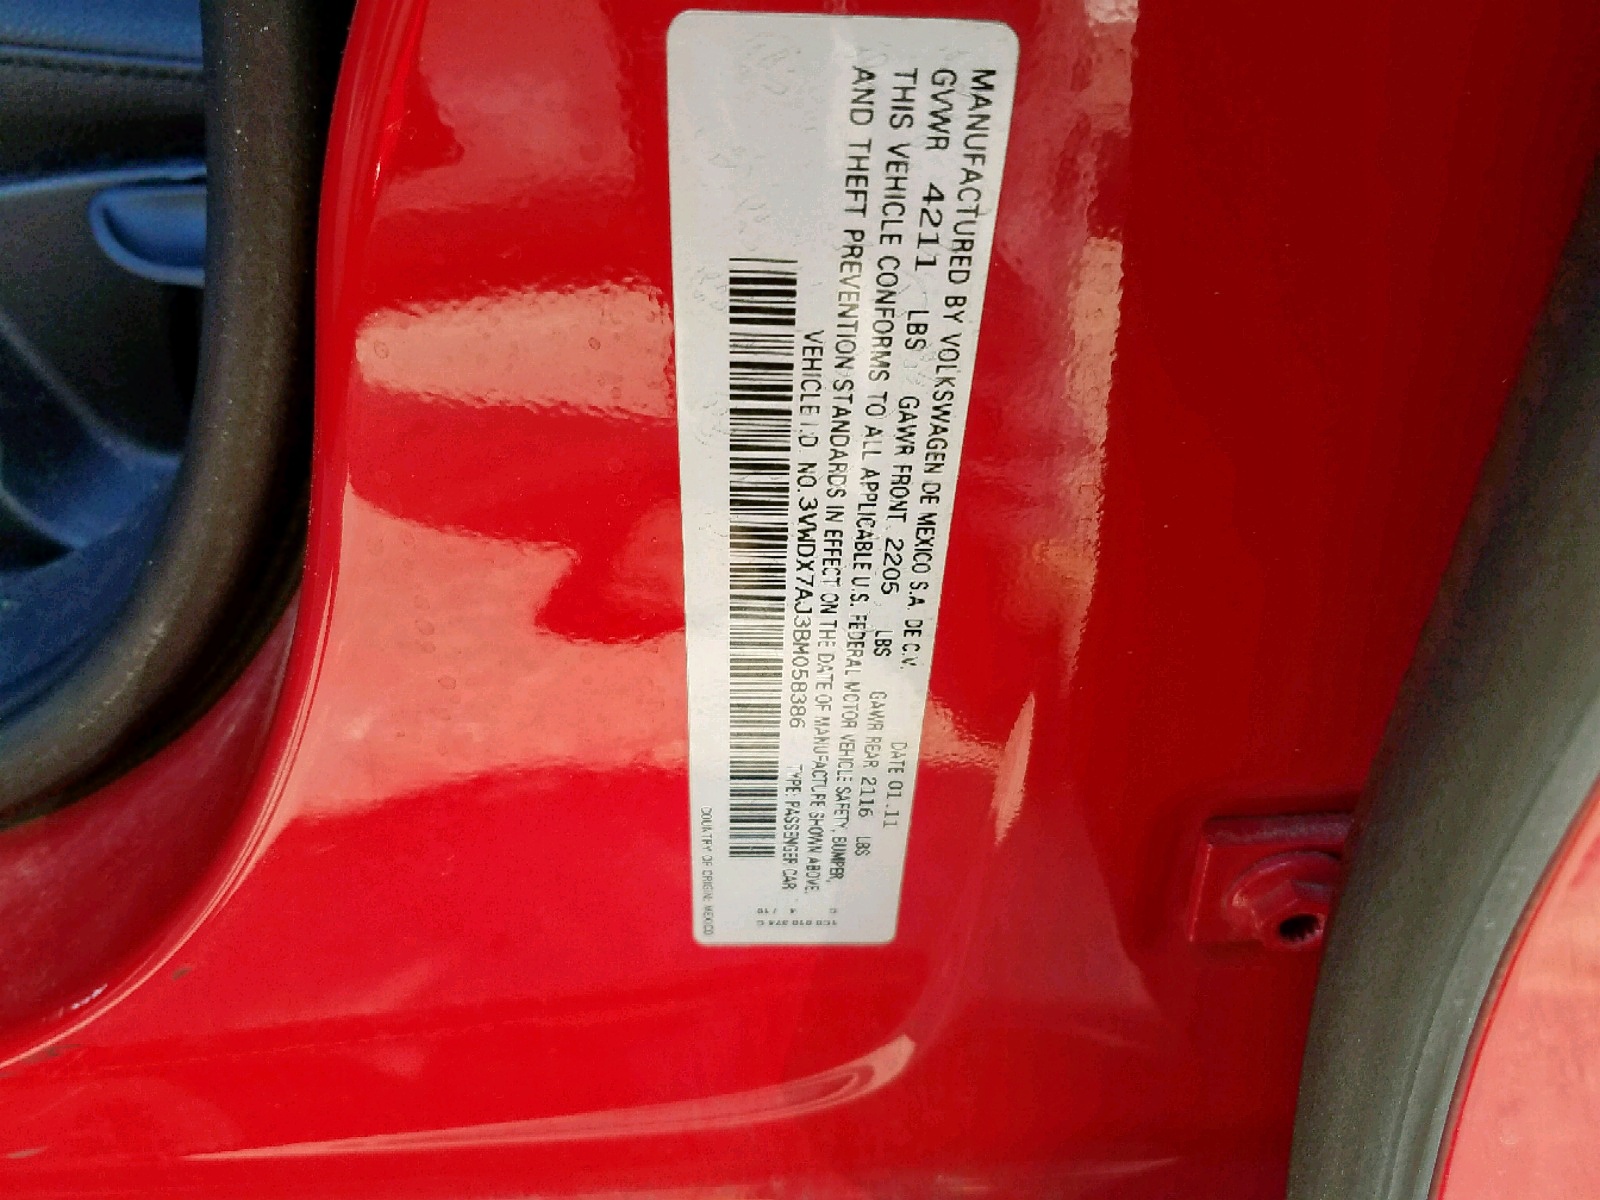 MANUFACTURED BY VOLKSWAGEN DE MEXICO S.A. DE C.V. DATE 01.11
GVWR 4211 LBS GAWR FRONT 2205 LBS GAWR REAR 2116 LBS
THIS VEHICLE CONFORMS TO ALL APPLICABLE U.S. FEDERAL MOTOR VEHICLE SAFETY, BUMPER,
AND THEFT PREVENTION STANDARDS IN EFFECT ON THE DATE OF MANUFACTURE SHOWN ABOVE.
VEHICLE I.D. NO. 3VWDX7AJ3BM058386 TYPE: PASSENGER CAR
COUNTRY OF ORIGIN: MEXICO